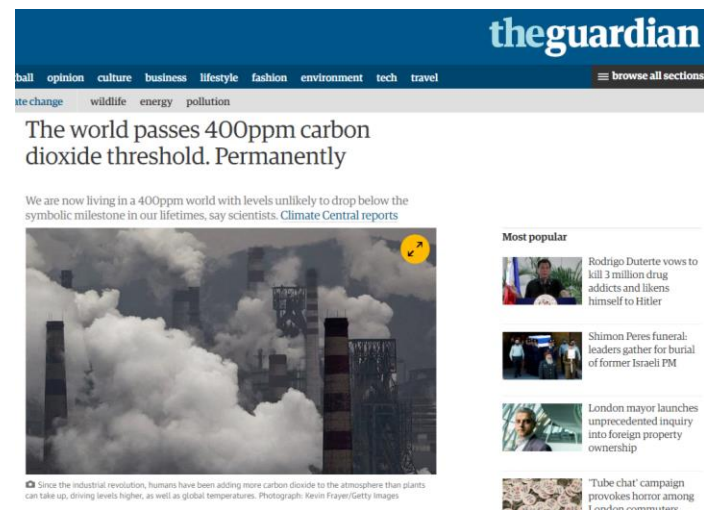 theguardian
ball opinion culture business lifestyle fashion environment tech travel
browse all sections
ate change wildlife energy pollution
The world passes 400ppm carbon
dioxide threshold. Permanently
We are now living in a 400ppm world with levels unlikely to drop below the
symbolic milestone in our lifetimes, say scientists. Climate Central reports
Since the industrial revolution, humans have been adding more carbon dioxide to the atmosphere than plants
can take up, driving levels higher, as well as global temperatures. Photograph: Kevin Frayer/Getty Images
Most popular
Rodrigo Duterte vows to
kill 3 million drug
addicts and likens
himself to Hitler
Shimon Peres funeral:
leaders gather for burial
of former Israeli PM
London mayor launches
unprecedented inquiry
into foreign property
ownership
'Tube chat' campaign
provokes horror among
London commuters